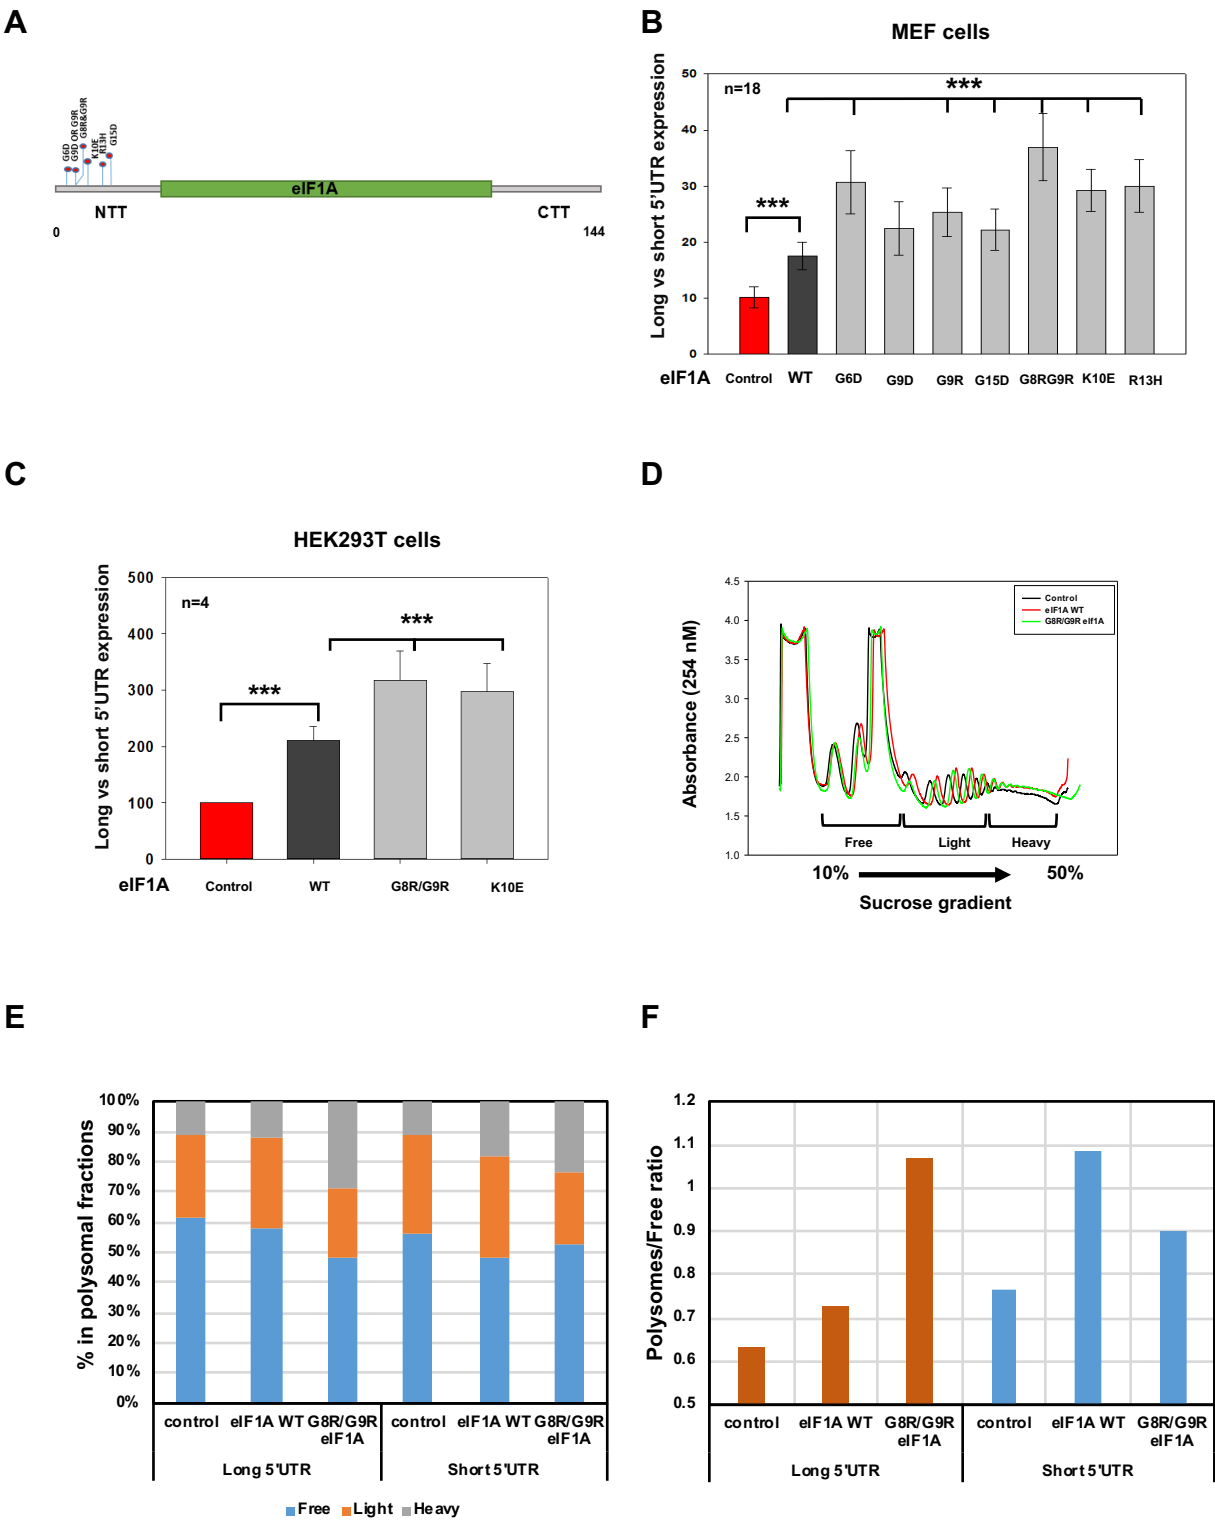 A
G6D
G9D OR G9R
G8R&G9R
K10E
R13H
G15D
eIF1A
NTT
CTT
0
144
B
MEF cells
Long vs short 5'UTR expression
50
40
30
20
10
0
n=18
***
***
eIF1A
Control
WT
G6D
G9D
G9R
G15D
G8RG9R
K10E
R13H
C
HEK293T cells
Long vs short 5'UTR expression
500
400
300
200
100
0
n=4
***
***
eIF1A
Control
WT
G8R/G9R
K10E
D
Absorbance (254 nM)
4.5
4.0
3.5
3.0
2.5
2.0
1.5
1.0
Control
eIF1A WT
G8R/G9R eIf1A
Free
Light
Heavy
10%
50%
Sucrose gradient
E
% in polysomal fractions
100%
90%
80%
70%
60%
50%
40%
30%
20%
10%
0%
control
eIF1A WT
G8R/G9R
eIF1A
control
eIF1A WT
G8R/G9R
eIF1A
Long 5'UTR
Short 5'UTR
Free
Light
Heavy
F
Polysomes/Free ratio
1.2
1.1
1
0.9
0.8
0.7
0.6
0.5
control
eIF1A WT
G8R/G9R
eIF1A
control
eIF1A WT
G8R/G9R
eIF1A
Long 5'UTR
Short 5'UTR